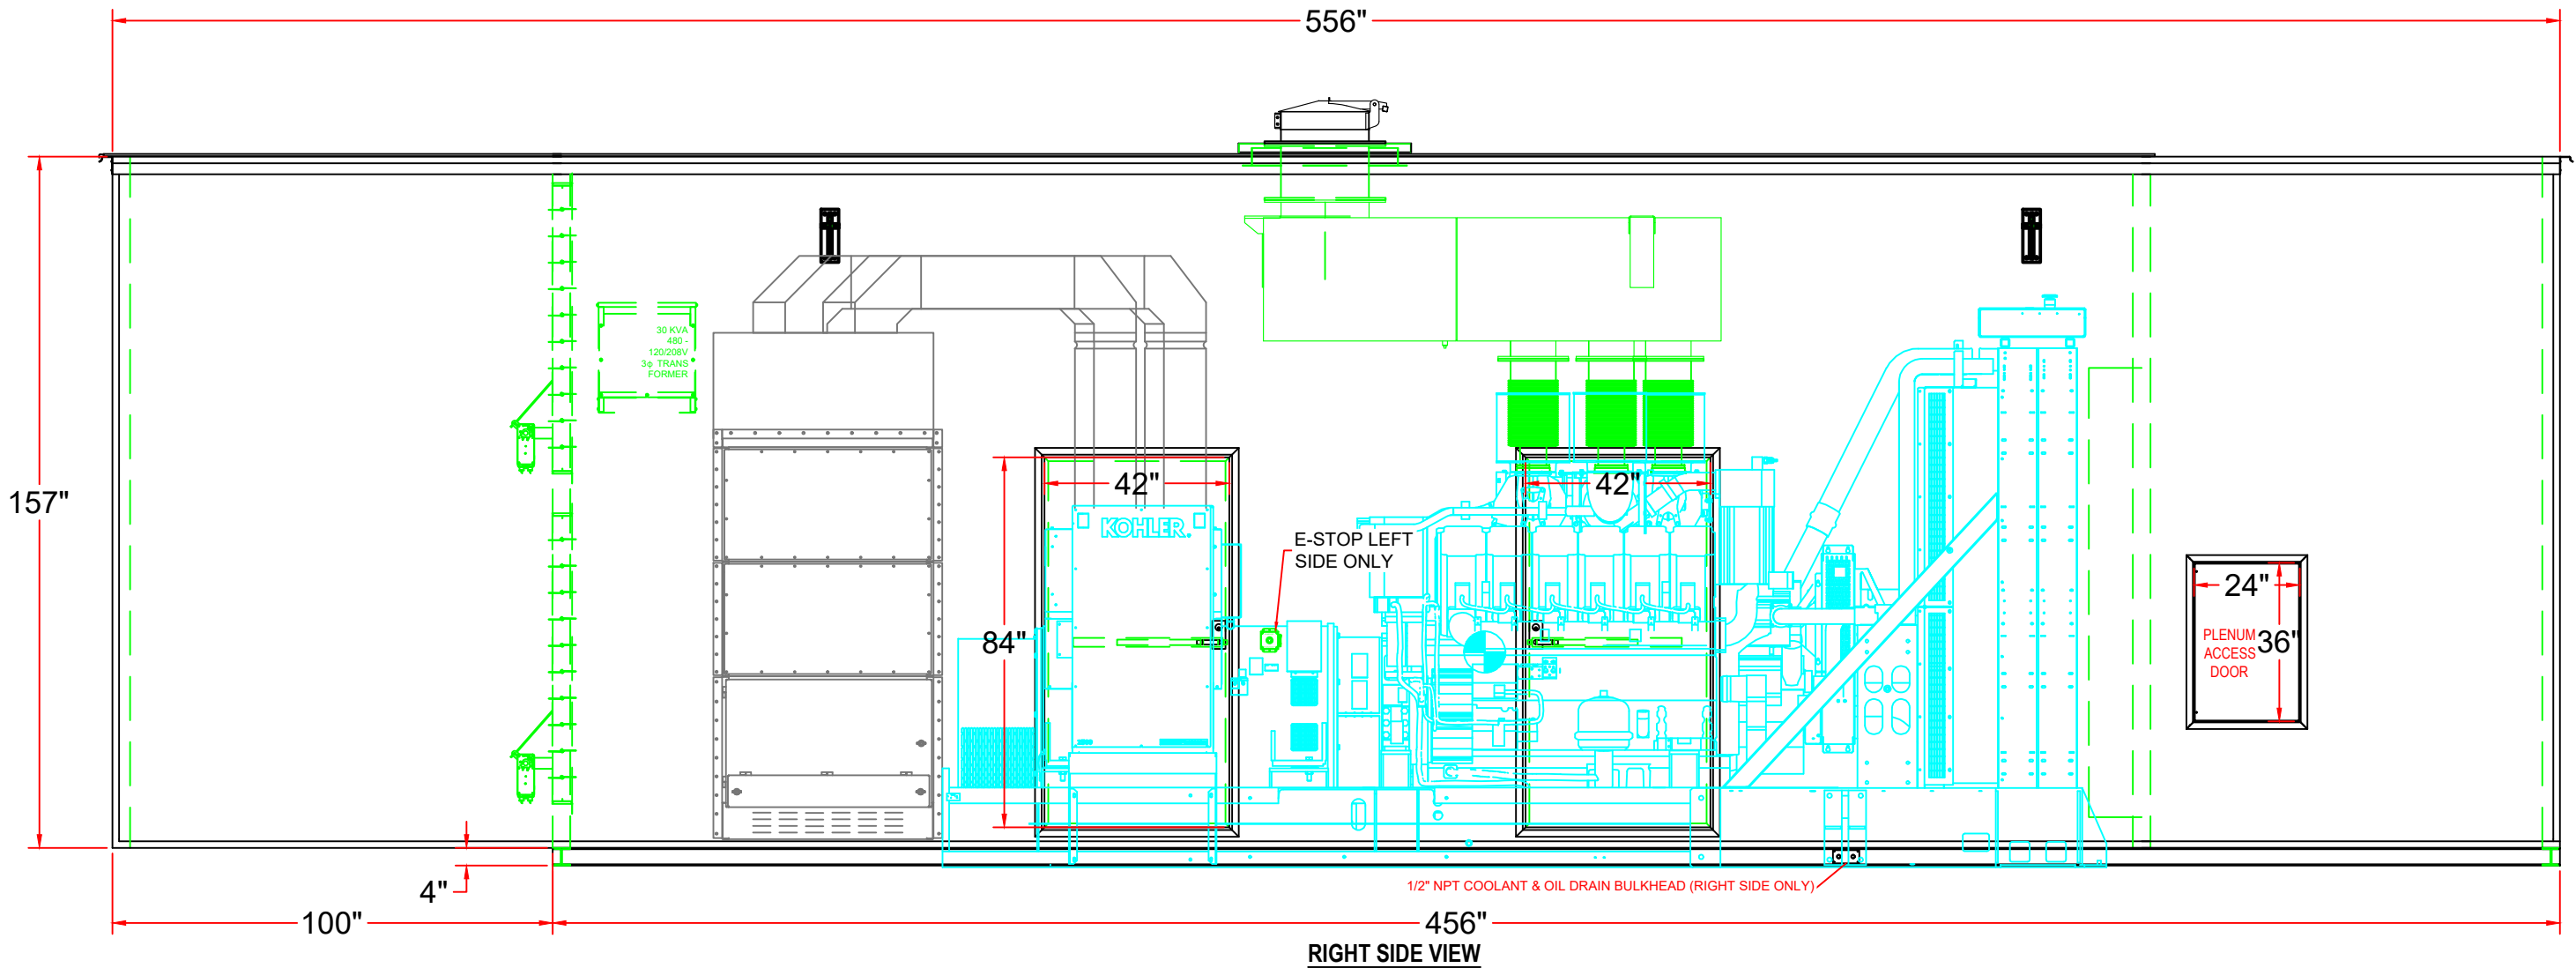 556"
157"
30 KVA
480 -
120/208V
3ϕ TRANS
FORMER
42"
42"
KOHLER.
E-STOP LEFT
SIDE ONLY
84"
24"
PLENUM
ACCESS
DOOR
36"
4"
1/2" NPT COOLANT & OIL DRAIN BULKHEAD (RIGHT SIDE ONLY)
100"
456"
RIGHT SIDE VIEW